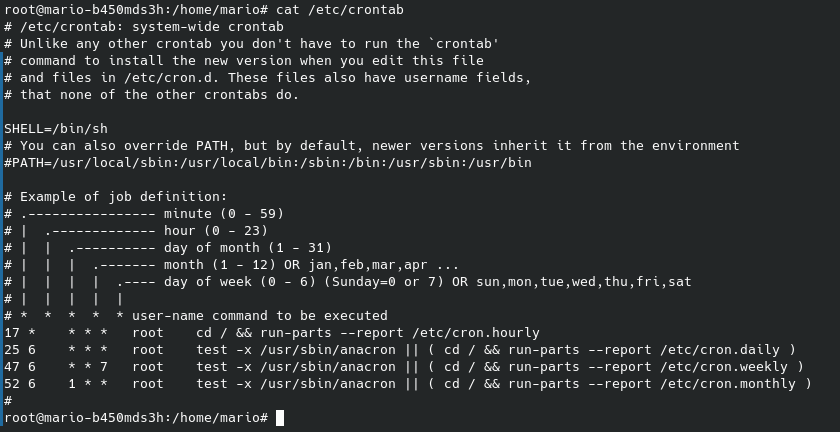 root@mario-b450mds3h:/home/mario# cat /etc/crontab
# /etc/crontab: system-wide crontab
# Unlike any other crontab you don't have to run the `crontab'
# command to install the new version when you edit this file
# and files in /etc/cron.d. These files also have username fields,
# that none of the other crontabs do.

SHELL=/bin/sh
# You can also override PATH, but by default, newer versions inherit it from the environment
#PATH=/usr/local/sbin:/usr/local/bin:/sbin:/bin:/usr/sbin:/usr/bin

# Example of job definition:
# .---------------- minute (0 - 59)
# |  .------------- hour (0 - 23)
# |  |  .---------- day of month (1 - 31)
# |  |  |  .------- month (1 - 12) OR jan,feb,mar,apr ...
# |  |  |  |  .---- day of week (0 - 6) (Sunday=0 or 7) OR sun,mon,tue,wed,thu,fri,sat
# |  |  |  |  |
# *  *  *  *  * user-name command to be executed
17 *    * * *   root    cd / && run-parts --report /etc/cron.hourly
25 6    * * *   root    test -x /usr/sbin/anacron || ( cd / && run-parts --report /etc/cron.daily )
47 6    * * 7   root    test -x /usr/sbin/anacron || ( cd / && run-parts --report /etc/cron.weekly )
52 6    1 * *   root    test -x /usr/sbin/anacron || ( cd / && run-parts --report /etc/cron.monthly )
#
root@mario-b450mds3h:/home/mario#